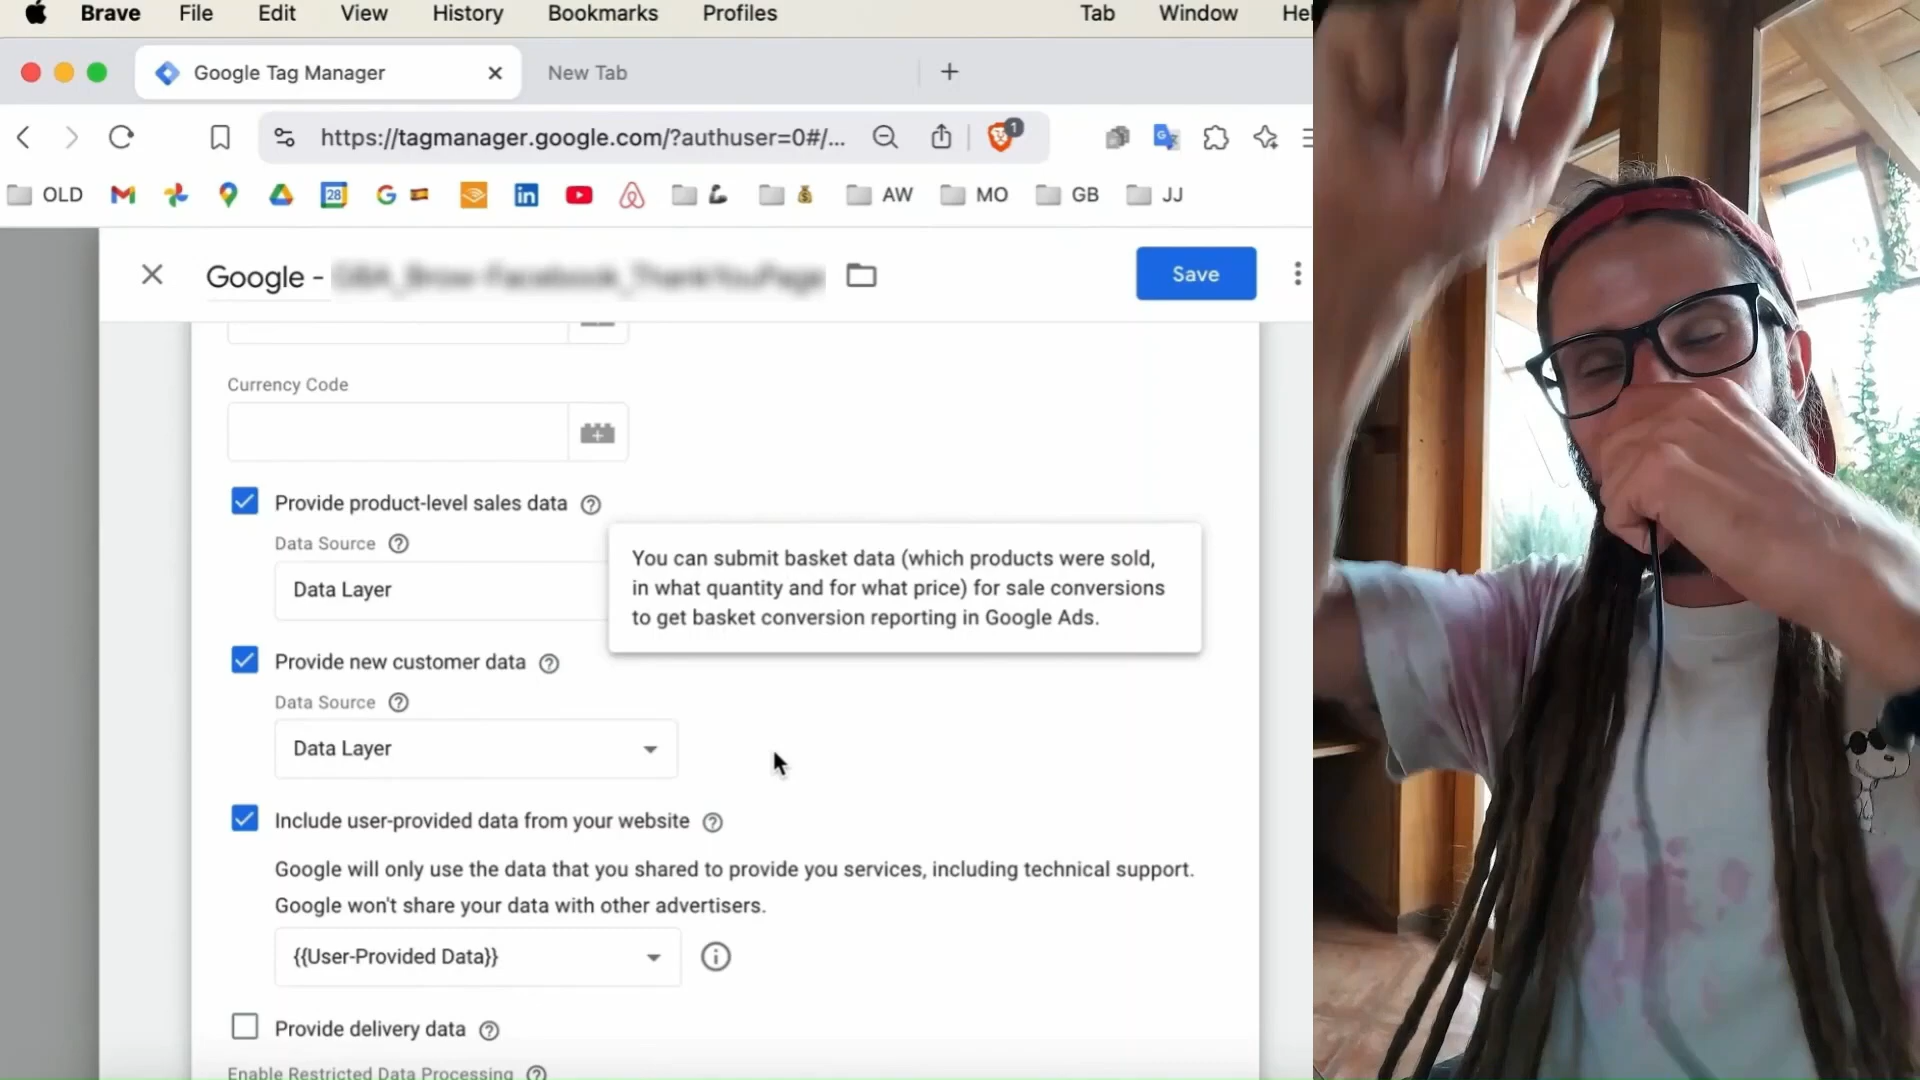 Brave File Edit View History Bookmarks Profiles Tab Window
Google Tag Manager New Tab
https://tagmanager.google.com/?authuser=0#/... 1
OLD 28 AW MO GB JJ
Google -
Save
Currency Code
Provide product-level sales data
Data Source
Data Layer
You can submit basket data (which products were sold,
in what quantity and for what price) for sale conversions
to get basket conversion reporting in Google Ads.
Provide new customer data
Data Source
Data Layer
Include user-provided data from your website
Google will only use the data that you shared to provide you services, including technical support.
Google won't share your data with other advertisers.
{{User-Provided Data}}
Provide delivery data
Enable Restricted Data Processing